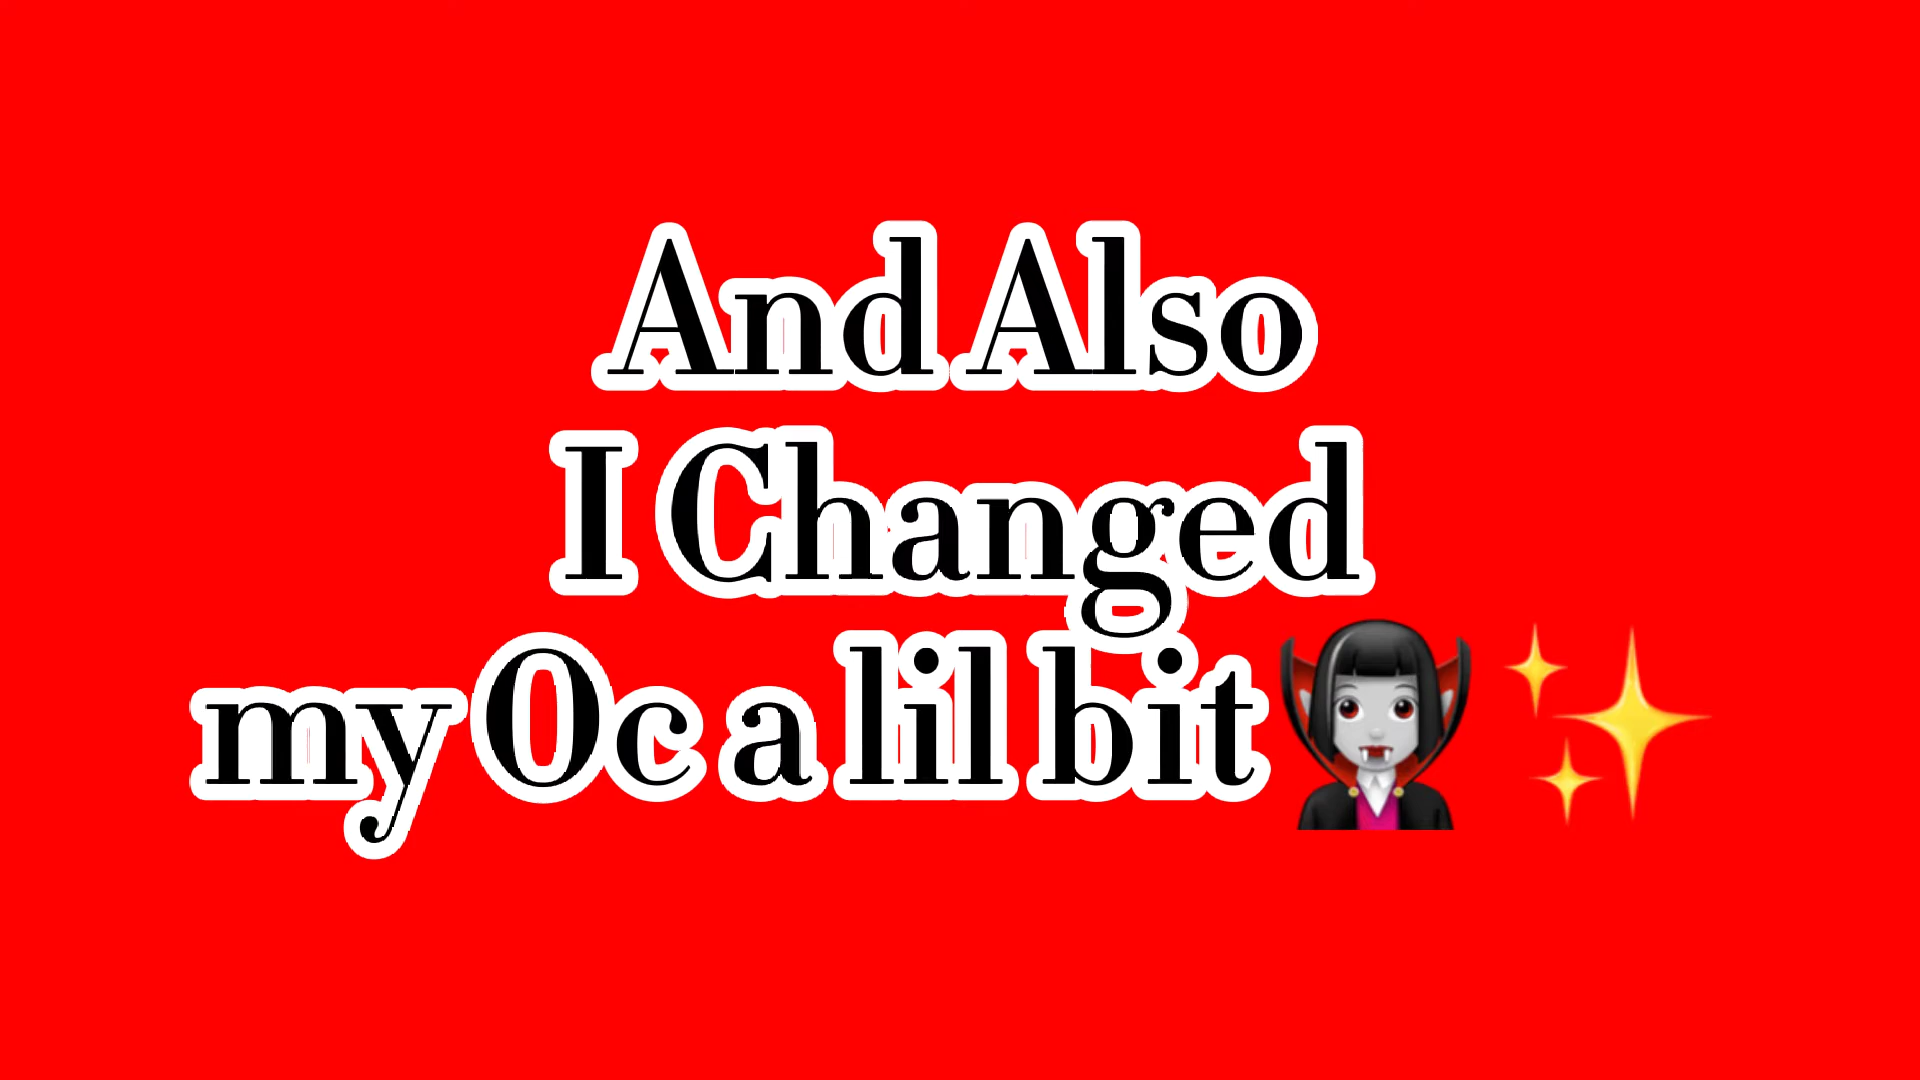 And Also
I Changed
my Oc a lil bit🧛🏻‍♀️✨